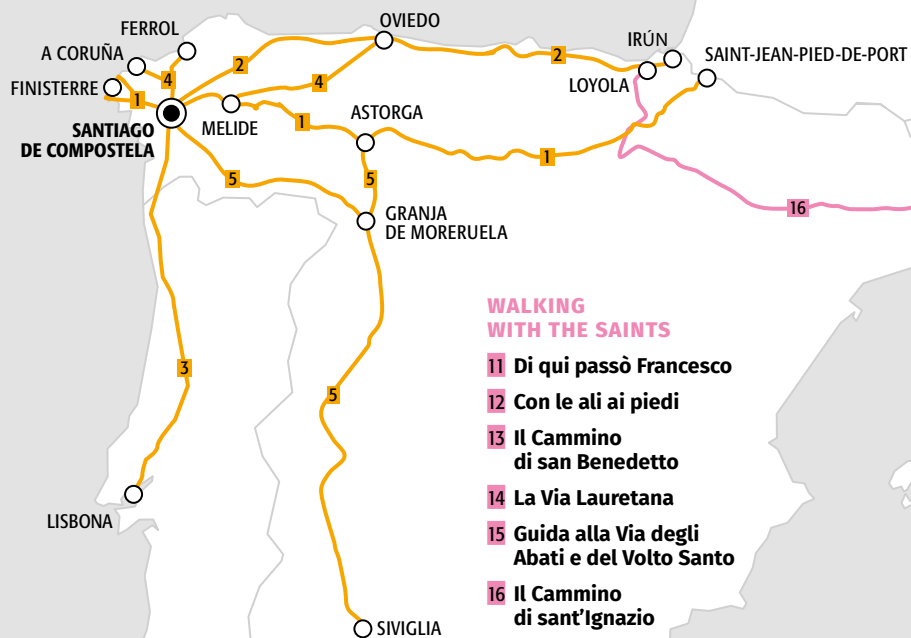 FERROL
OVIEDO
A CORUÑA
IRÚN
SAINT-JEAN-PIED-DE-PORT
2
2
FINISTERRE
4
4
LOYOLA
1
SANTIAGO
DE COMPOSTELA
MELIDE
1
ASTORGA
1
5
5
16
GRANJA
DE MORERUELA
3
5
LISBONA
SIVIGLIA
WALKING
WITH THE SAINTS
11 Di qui passò Francesco
12 Con le ali ai piedi
13 Il Cammino
di san Benedetto
14 La Via Lauretana
15 Guida alla Via degli
Abati e del Volto Santo
16 Il Cammino
di sant'Ignazio